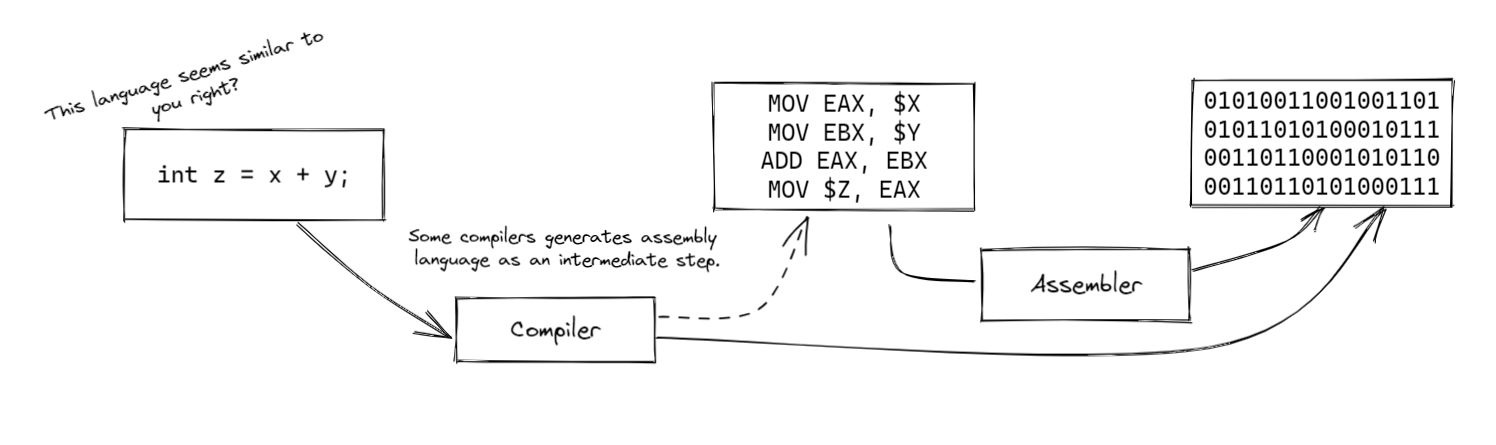 This language seems similar to
you right?
int z = x + y;
Some compilers generates assembly
language as an intermediate step.
Compiler
MOV EAX, $X
MOV EBX, $Y
ADD EAX, EBX
MOV $Z, EAX
Assembler
01010011001001101
01011010100010111
00110110001010110
00110110101000111